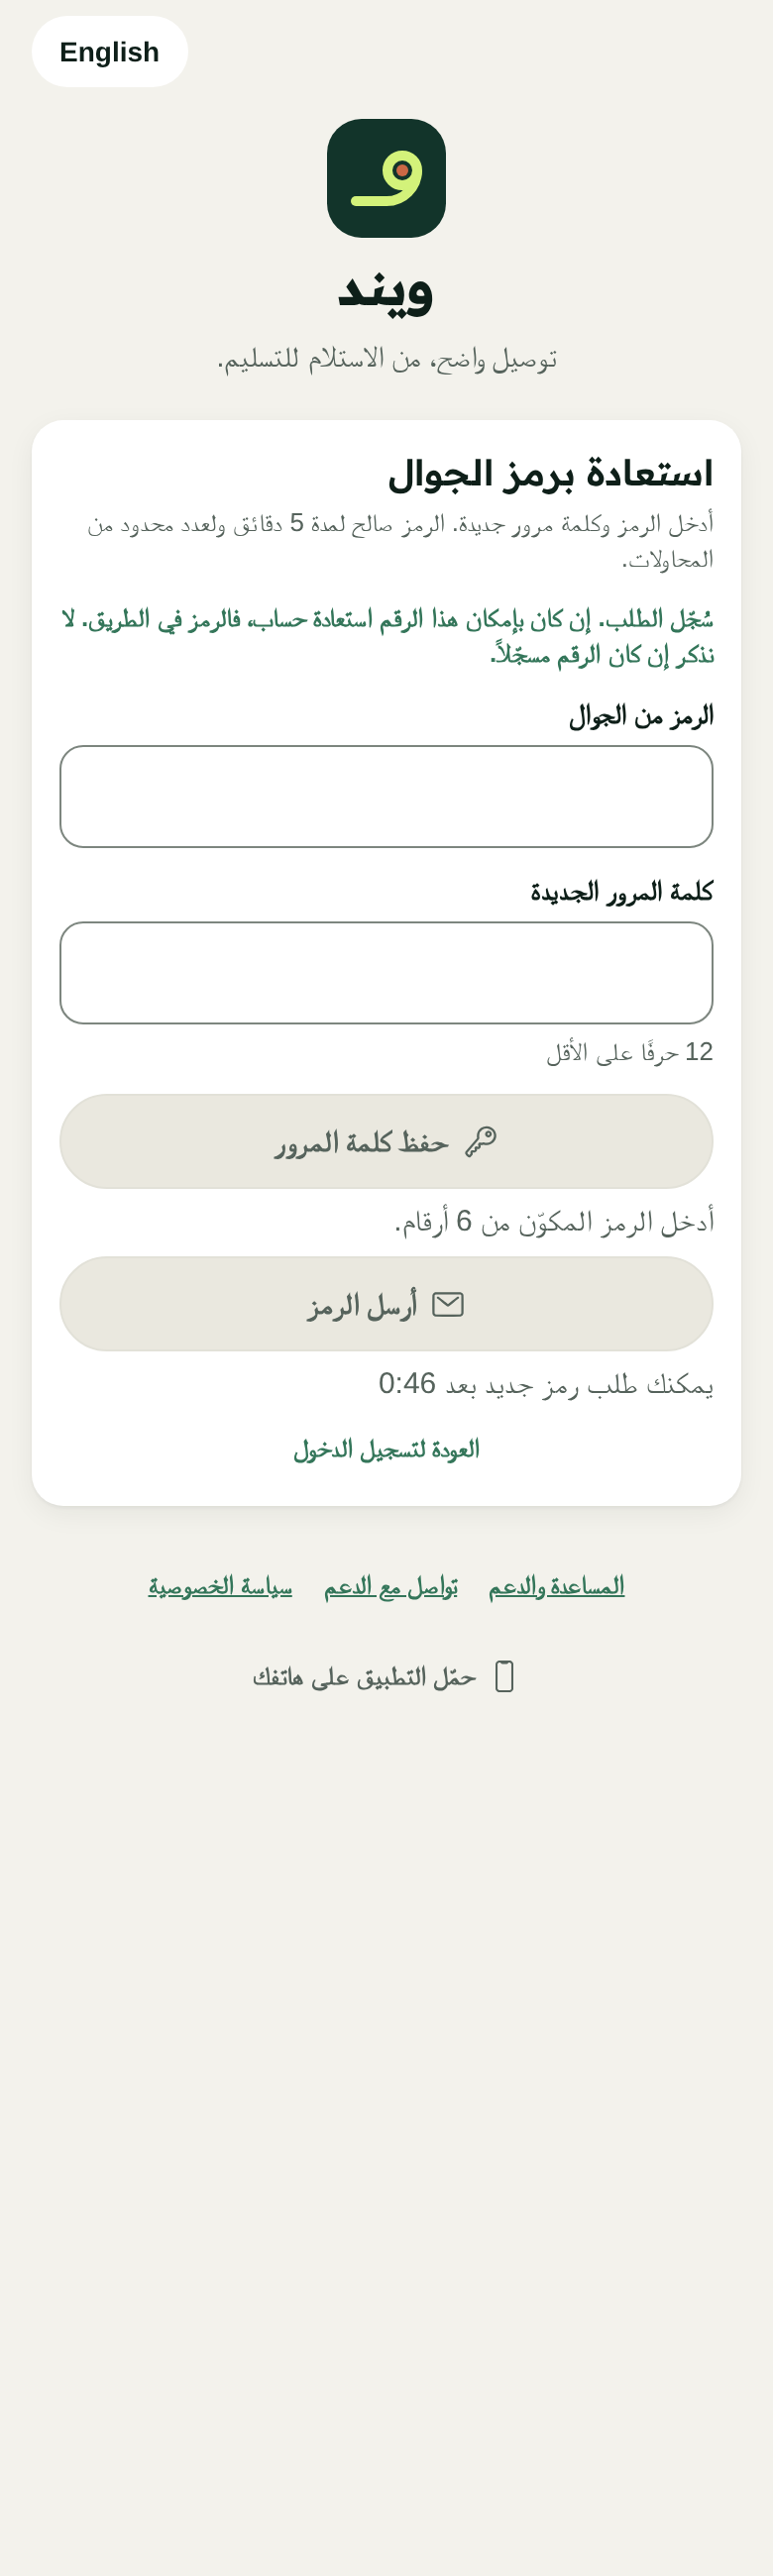 English
ويند
توصيل واضح، من الاستلام للتسليم.
استعادة برمز الجوال
أدخل الرمز وكلمة مرور جديدة. الرمز صالح لمدة 5 دقائق ولعدد محدود من
المحاولات.
سُجّل الطلب. إن كان بإمكان هذا الرقم استعادة حساب، فالرمز في الطريق. لا
نذكر إن كان الرقم مسجّلاً.
الرمز من الجوال
كلمة المرور الجديدة
12 حرفًا على الأقل
حفظ كلمة المرور
أدخل الرمز المكوّن من 6 أرقام.
أرسل الرمز
يمكنك طلب رمز جديد بعد 0:46
العودة لتسجيل الدخول
المساعدة والدعم تواصل مع الدعم سياسة الخصوصية
حمّل التطبيق على هاتفك